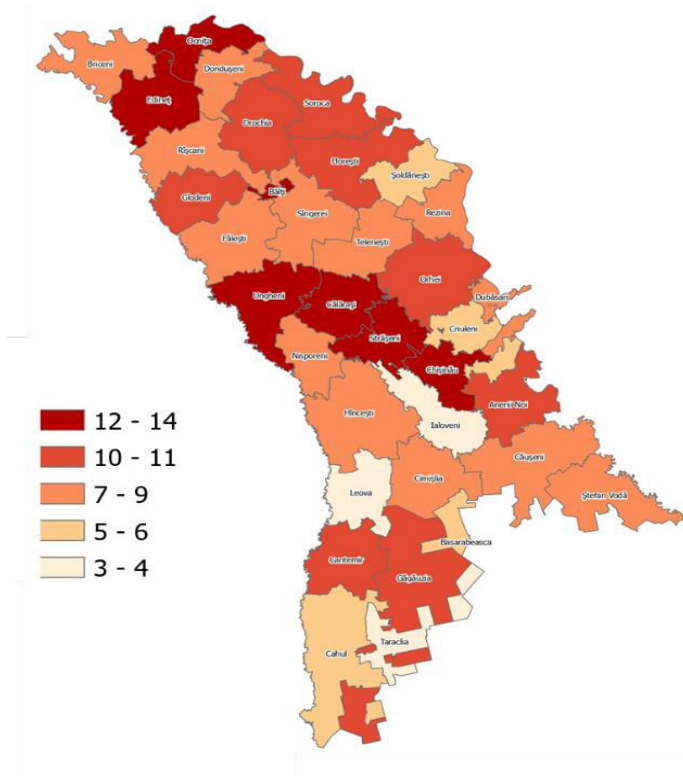 Ocnița
Briceni
Dondușeni
Edineț
Soroca
Drochia
Rîșcani
Florești
Șoldănești
Glodeni
Bălți
Sîngerei
Rezina
Fălești
Telenești
Orhei
Ungheni
Călărași
Dubăsari
Criuleni
Strășeni
Nisporeni
Chișinău
Anenii Noi
Hîncești
Ialoveni
Căușeni
Cimișlia
Leova
Ștefan Vodă
Basarabeasca
Cantemir
Găgăuzia
Taraclia
Cahul
12 - 14
10 - 11
7 - 9
5 - 6
3 - 4